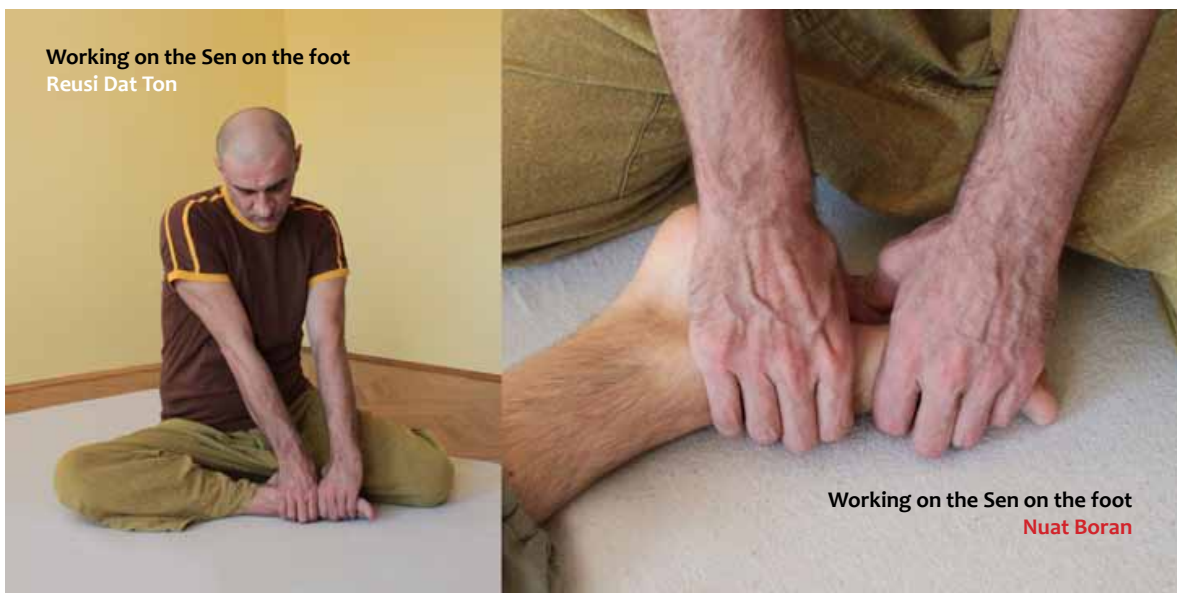 Working on the Sen on the foot
Reusi Dat Ton
Working on the Sen on the foot
Nuat Boran